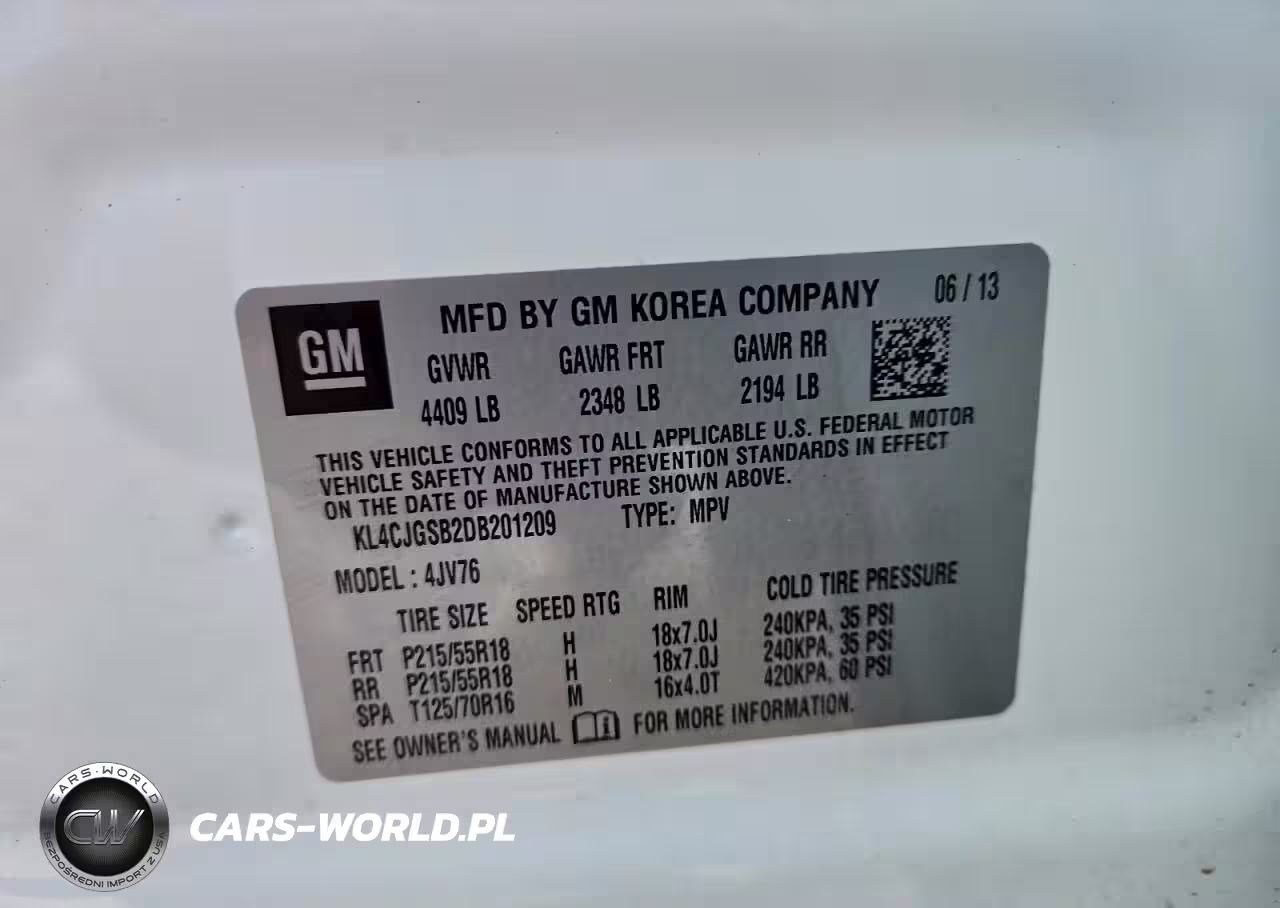 MFD BY GM KOREA COMPANY 06 / 13
GM
GVWR GAWR FRT GAWR RR
4409 LB 2348 LB 2194 LB
THIS VEHICLE CONFORMS TO ALL APPLICABLE U.S. FEDERAL MOTOR
VEHICLE SAFETY AND THEFT PREVENTION STANDARDS IN EFFECT
ON THE DATE OF MANUFACTURE SHOWN ABOVE.
KL4CJGSB2DB201209 TYPE: MPV
MODEL : 4JV76
TIRE SIZE SPEED RTG RIM COLD TIRE PRESSURE
FRT P215/55R18 H 18x7.0J 240KPA, 35 PSI
RR P215/55R18 H 18x7.0J 240KPA, 35 PSI
SPA T125/70R16 M 16x4.0T 420KPA, 60 PSI
SEE OWNER'S MANUAL FOR MORE INFORMATION.
CARS-WORLD
CW
BEZPOŚREDNI IMPORT Z USA
CARS-WORLD.PL